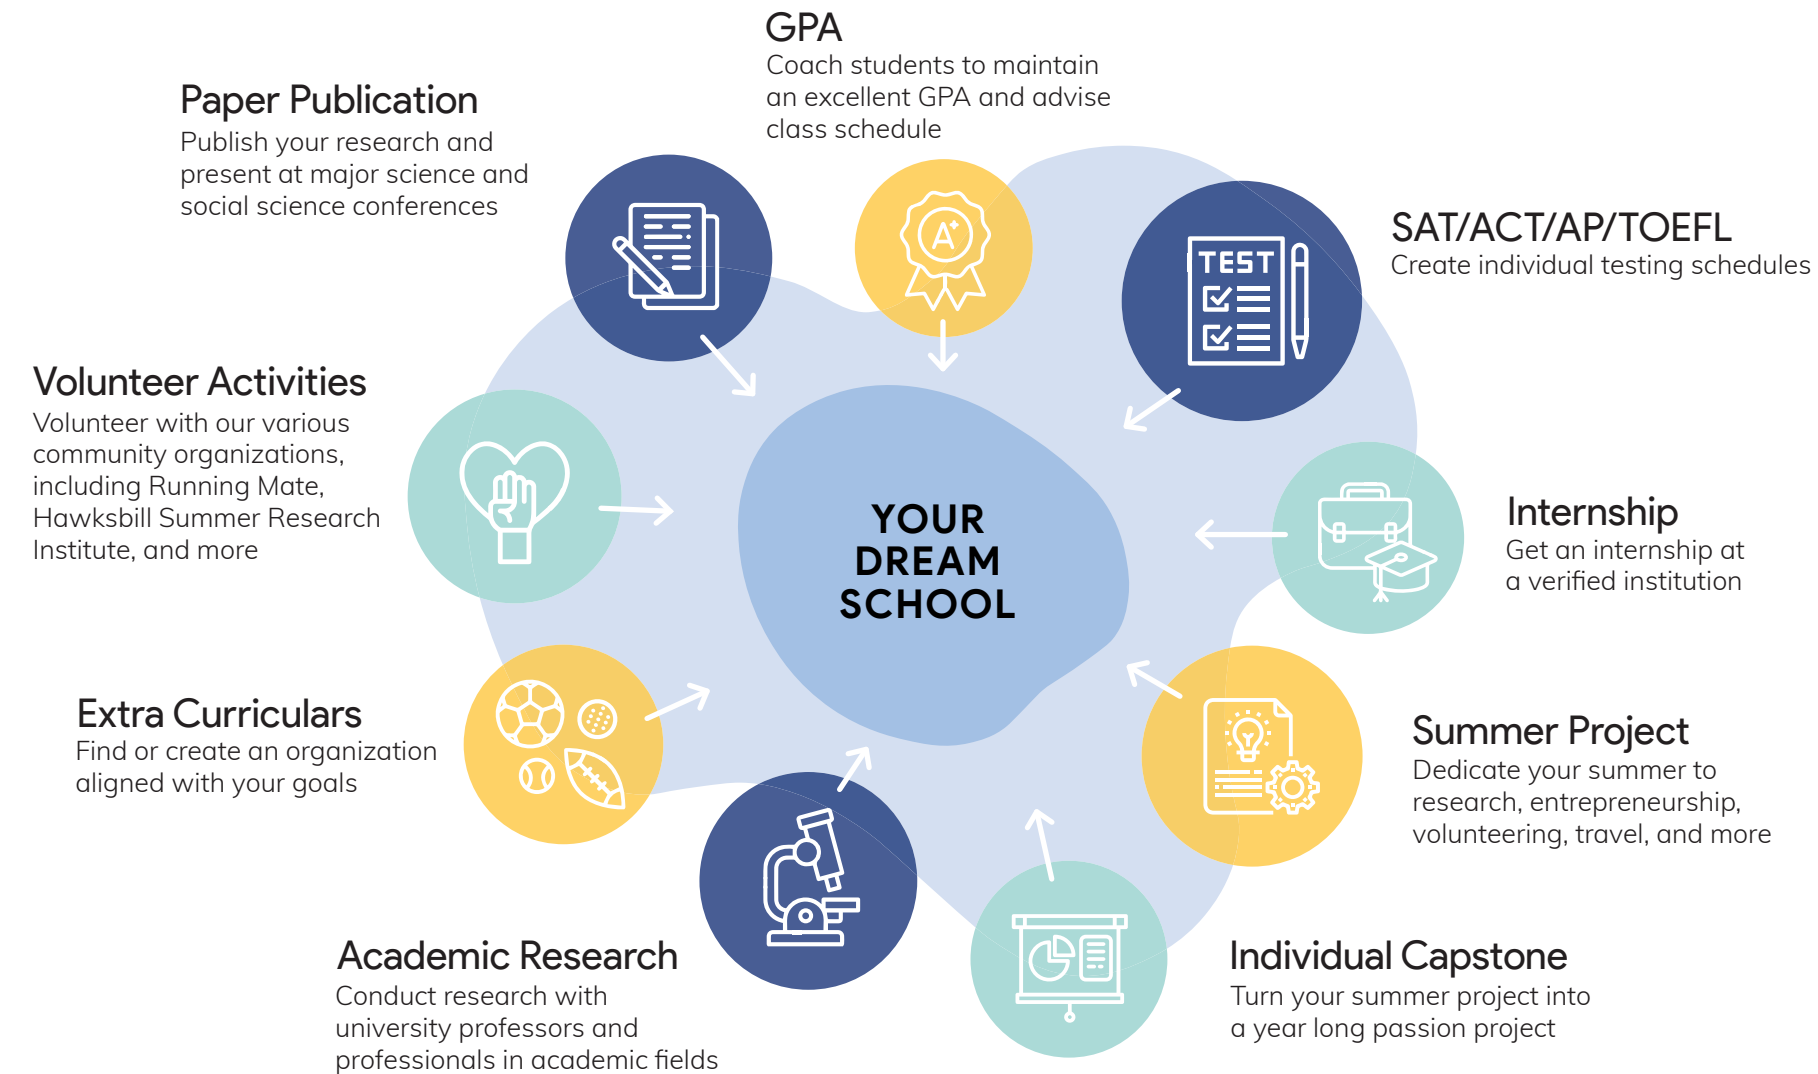 GPA
Coach students to maintain
an excellent GPA and advise
class schedule
Paper Publication
Publish your research and
present at major science and
social science conferences
A+
TEST
SAT/ACT/AP/TOEFL
Create individual testing schedules
Volunteer Activities
Volunteer with our various
community organizations,
including Running Mate,
Hawksbill Summer Research
Institute, and more
YOUR
DREAM
SCHOOL
Internship
Get an internship at
a verified institution
Extra Curriculars
Find or create an organization
aligned with your goals
Summer Project
Dedicate your summer to
research, entrepreneurship,
volunteering, travel, and more
Academic Research
Conduct research with
university professors and
professionals in academic fields
Individual Capstone
Turn your summer project into
a year long passion project